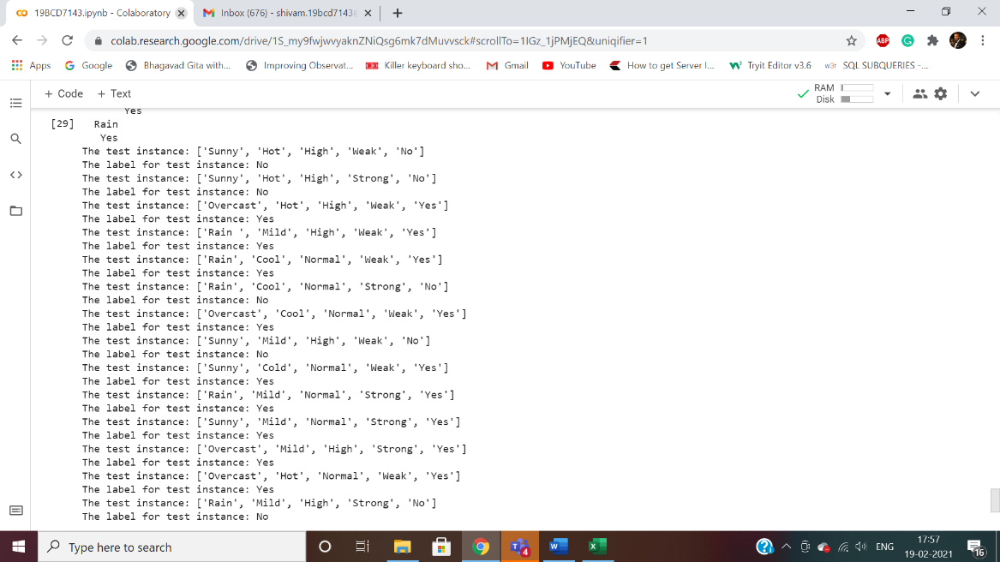 19BCD7143.ipynb - Colaboratory
Inbox (676) - shivam.19bcd7143
colab.research.google.com/drive/1S_my9fwjwvyaknZNiQsg6mk7dMuvvsck#scrollTo=1IGz_1jPMjEQ&uniqifier=1
ABP
Apps Google Bhagavad Gita with... Improving Observat... Killer keyboard sho... Gmail YouTube How to get Server I... Tryit Editor v3.6 w3r SQL SUBQUERIES -...
+ Code + Text
RAM
Disk
Yes
[29] Rain
Yes
The test instance: ['Sunny', 'Hot', 'High', 'Weak', 'No']
The label for test instance: No
The test instance: ['Sunny', 'Hot', 'High', 'Strong', 'No']
The label for test instance: No
The test instance: ['Overcast', 'Hot', 'High', 'Weak', 'Yes']
The label for test instance: Yes
The test instance: ['Rain ', 'Mild', 'High', 'Weak', 'Yes']
The label for test instance: Yes
The test instance: ['Rain', 'Cool', 'Normal', 'Weak', 'Yes']
The label for test instance: Yes
The test instance: ['Rain', 'Cool', 'Normal', 'Strong', 'No']
The label for test instance: No
The test instance: ['Overcast', 'Cool', 'Normal', 'Weak', 'Yes']
The label for test instance: Yes
The test instance: ['Sunny', 'Mild', 'High', 'Weak', 'No']
The label for test instance: No
The test instance: ['Sunny', 'Cold', 'Normal', 'Weak', 'Yes']
The label for test instance: Yes
The test instance: ['Rain', 'Mild', 'Normal', 'Strong', 'Yes']
The label for test instance: Yes
The test instance: ['Sunny', 'Mild', 'Normal', 'Strong', 'Yes']
The label for test instance: Yes
The test instance: ['Overcast', 'Mild', 'High', 'Strong', 'Yes']
The label for test instance: Yes
The test instance: ['Overcast', 'Hot', 'Normal', 'Weak', 'Yes']
The label for test instance: Yes
The test instance: ['Rain', 'Mild', 'High', 'Strong', 'No']
The label for test instance: No
Type here to search
4
ENG
17:57
19-02-2021
16